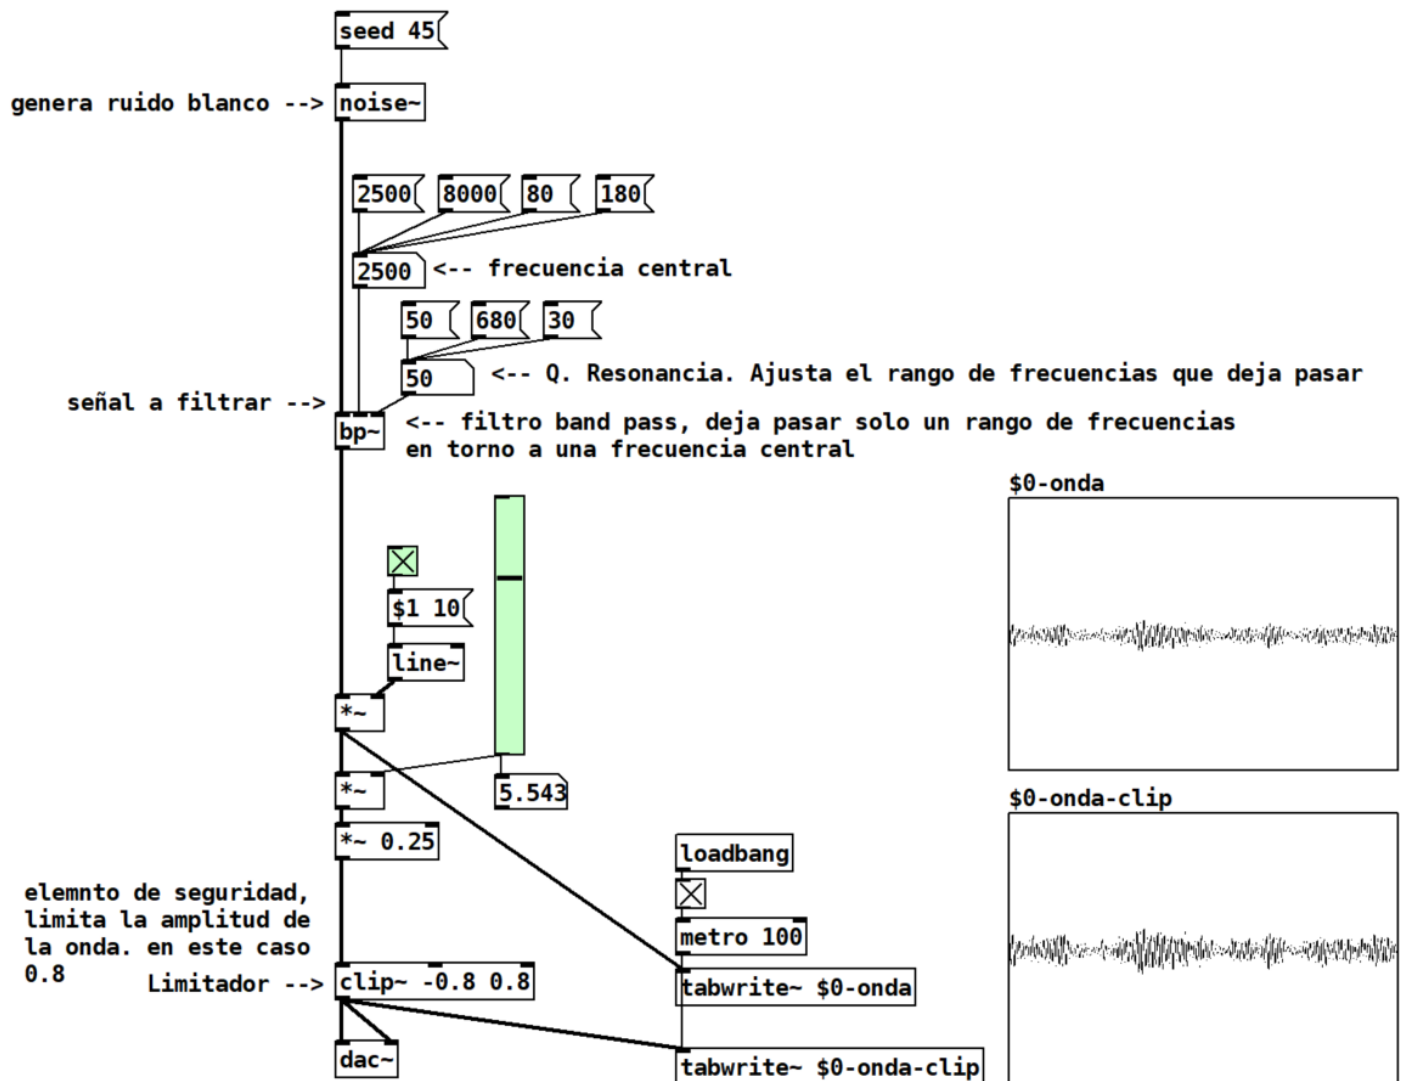 seed 45
genera ruido blanco -->
noise~
2500
8000
80
180
2500
<-- frecuencia central
50
680
30
50
<-- Q. Resonancia. Ajusta el rango de frecuencias que deja pasar
señal a filtrar -->
bp~
<-- filtro band pass, deja pasar solo un rango de frecuencias
en torno a una frecuencia central
$0-onda
$1 10
line~
*~
*~
5.543
$0-onda-clip
*~ 0.25
loadbang
elemnto de seguridad,
limita la amplitud de
la onda. en este caso
0.8
metro 100
Limitador -->
clip~ -0.8 0.8
tabwrite~ $0-onda
dac~
tabwrite~ $0-onda-clip